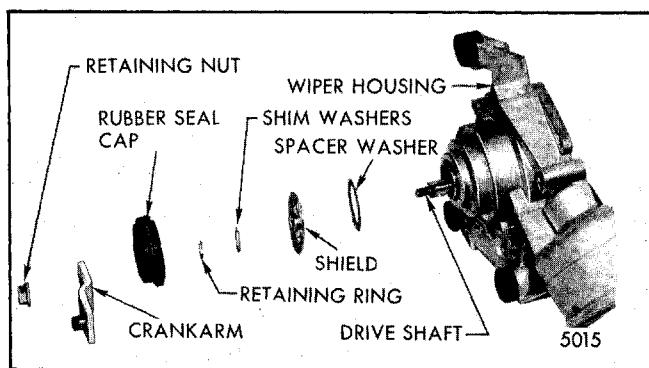 RETAINING NUT
WIPER HOUSING
RUBBER SEAL
CAP
SHIM WASHERS
SPACER WASHER
SHIELD
RETAINING RING
CRANKARM
DRIVE SHAFT
5015